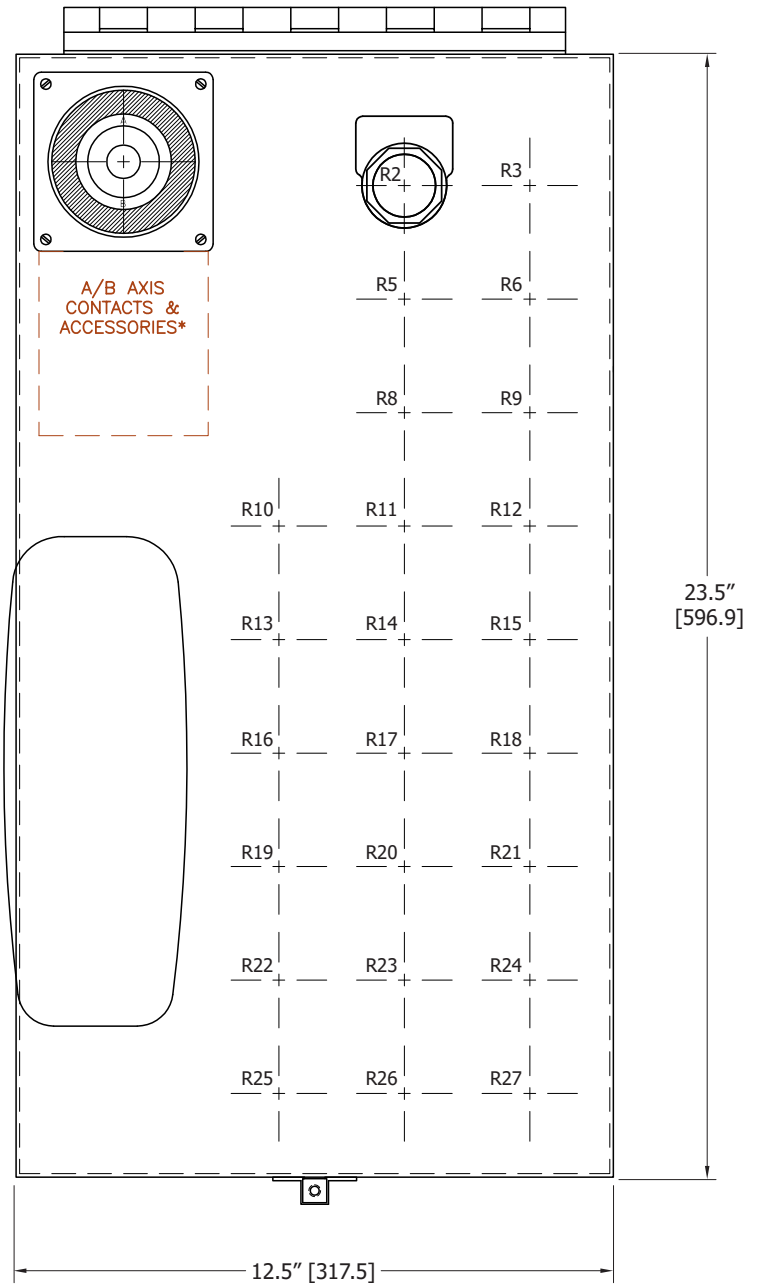 A
B
R2
R3
A/B AXIS
CONTACTS &
ACCESSORIES*
R5
R6
R8
R9
R10
R11
R12
23.5″
[596.9]
R13
R14
R15
R16
R17
R18
R19
R20
R21
R22
R23
R24
R25
R26
R27
12.5″ [317.5]